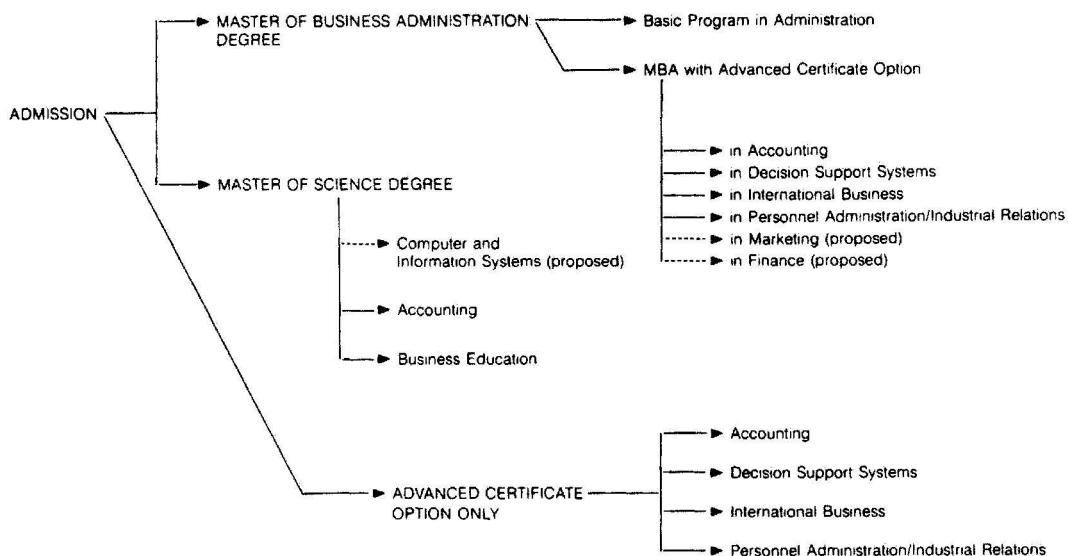 ADMISSION
MASTER OF BUSINESS ADMINISTRATION
DEGREE
Basic Program in Administration
MBA with Advanced Certificate Option
in Accounting
in Decision Support Systems
in International Business
in Personnel Administration/Industrial Relations
in Marketing (proposed)
in Finance (proposed)
MASTER OF SCIENCE DEGREE
Computer and
Information Systems (proposed)
Accounting
Business Education
ADVANCED CERTIFICATE
OPTION ONLY
Accounting
Decision Support Systems
International Business
Personnel Administration/Industrial Relations